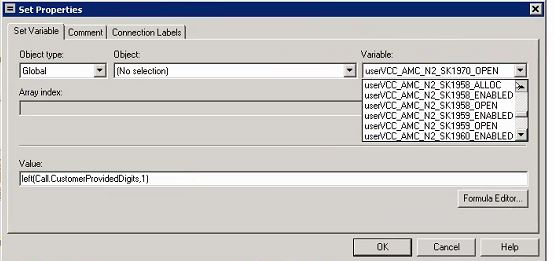 Set Properties
Set Variable
Comment
Connection Labels
Object type:
Object:
Variable:
Global
(No selection)
userVCC_AMC_N2_SK1970_OPEN
userVCC_AMC_N2_SK1958_ALLOC
userVCC_AMC_N2_SK1958_ENABLED
userVCC_AMC_N2_SK1958_OPEN
userVCC_AMC_N2_SK1959_ENABLED
userVCC_AMC_N2_SK1959_OPEN
userVCC_AMC_N2_SK1960_ENABLED
Array index:
Value:
left(Call.CustomerProvidedDigits,1)
Formula Editor...
OK
Cancel
Help